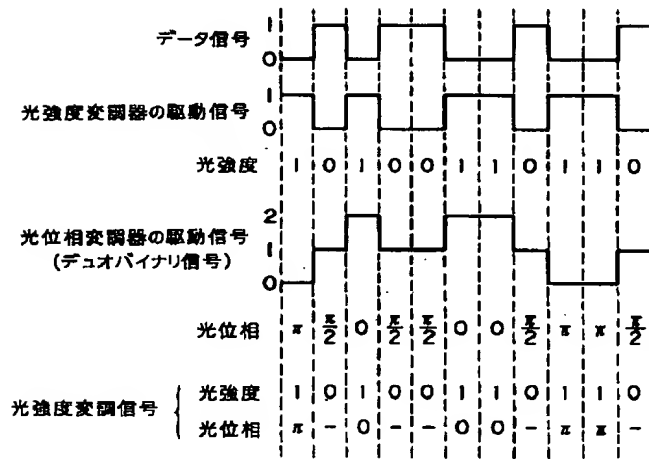 1
データ信号
0
1
光強度変調器の駆動信号
0
光強度 1 0 1 0 0 1 1 0 1 1 0
2
光位相変調器の駆動信号 1
(デュオバイナリ信号)
0
光位相 π π/2 0 π/2 π/2 0 0 π/2 π π π/2
光強度変調信号
光強度 1 0 1 0 0 1 1 0 1 1 0
光位相 π - 0 - - 0 0 - π π -